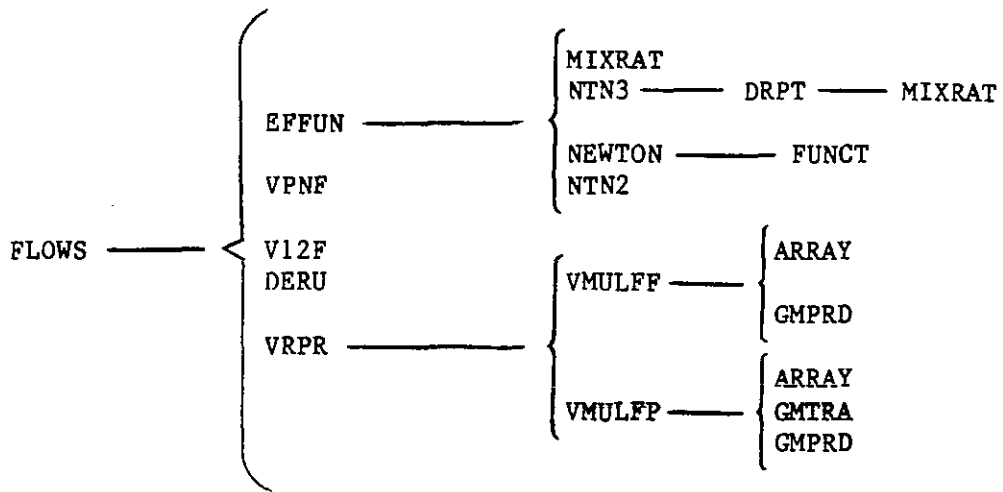 MIXRAT
NTN3 DRPT MIXRAT
EFFUN
NEWTON FUNCT
VPNF NTN2
FLOWS V12F ARRAY
DERU VMULFF
GMPRD
VRPR
ARRAY
VMULFP GMTRA
GMPRD